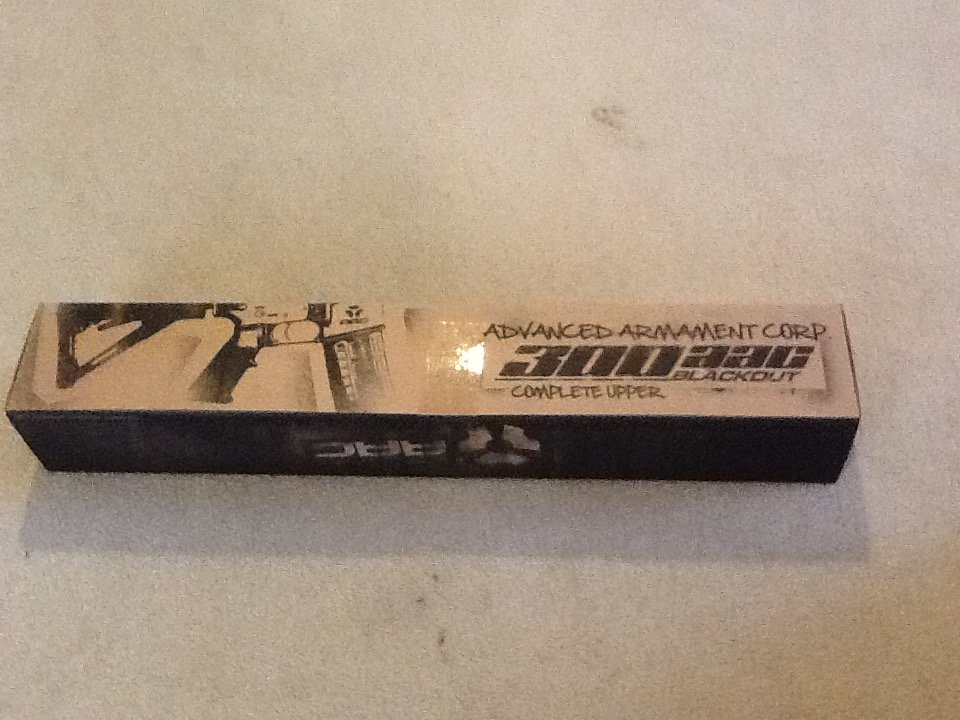 ADVANCED ARMAMENT CORP.
300 aac
BLACKOUT
COMPLETE UPPER
AAC